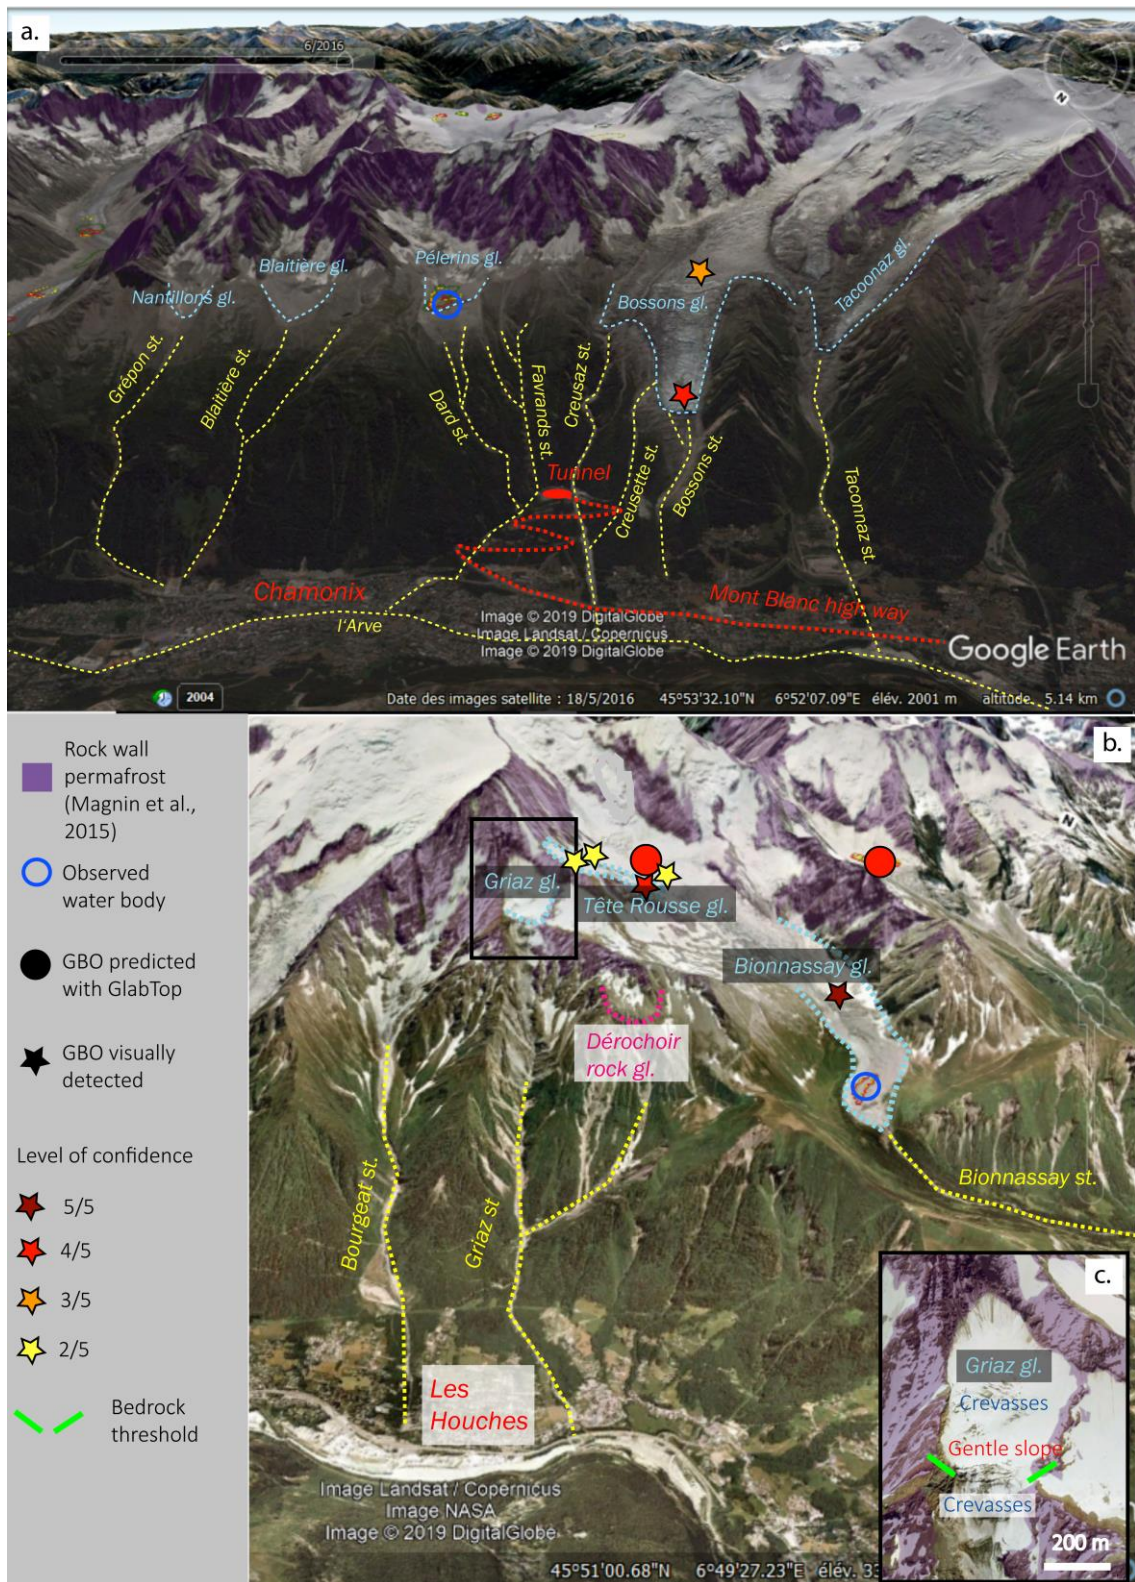 a.
6/2016
N
Nantillons gl.
Blaitière gl.
Pélerins gl.
Bossons gl.
Tacoonaz gl.
Grépon st.
Blaitière st.
Dard st.
Favrands st.
Creusaz st.
Creusette st.
Bossons st.
Taconnaz st.
Tunnel
Chamonix
l'Arve
Mont Blanc high way
Image © 2019 DigitalGlobe
Image Landsat / Copernicus
Image © 2019 DigitalGlobe
Google Earth
2004
Date des images satellite : 18/5/2016 45°53'32.10"N 6°52'07.09"E élév. 2001 m altitude 5.14 km
Rock wall
permafrost
(Magnin et al.,
2015)
Observed
water body
GBO predicted
with GlabTop
GBO visually
detected
Level of confidence
5/5
4/5
3/5
2/5
Bedrock
threshold
b.
N
Griaz gl.
Tête Rousse gl.
Bionnassay gl.
Dérochoir
rock gl.
Bourgeat st.
Griaz st
Bionnassay st.
Les
Houches
Image Landsat / Copernicus
Image NASA
Image © 2019 DigitalGlobe
45°51'00.68"N 6°49'27.23"E élév. 33
c.
Griaz gl.
Crevasses
Gentle slope
Crevasses
200 m